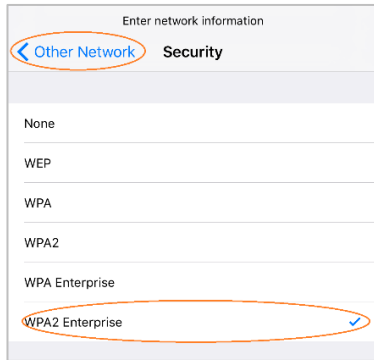 Enter network information
Other Network Security
None
WEP
WPA
WPA2
WPA Enterprise
WPA2 Enterprise